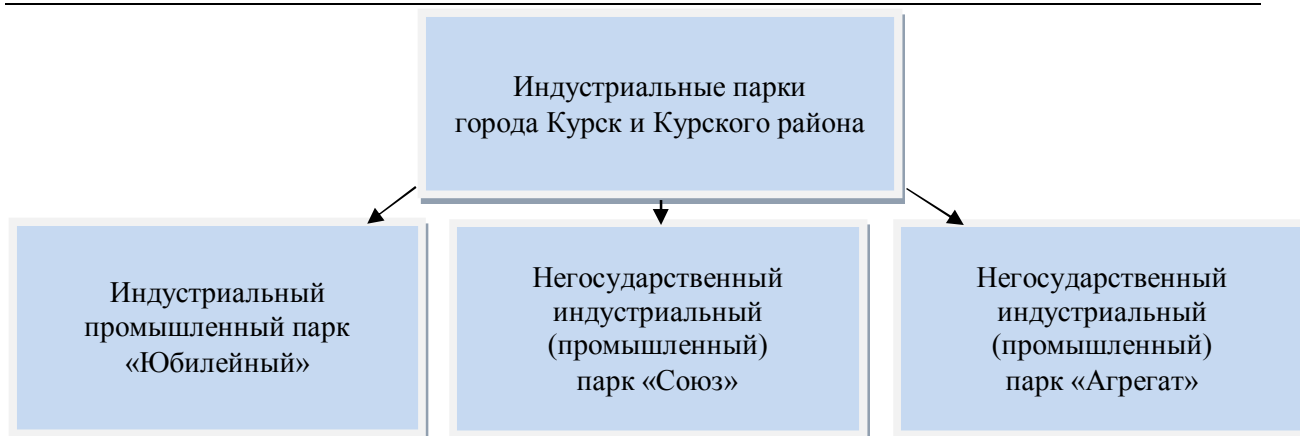 Индустриальные парки
города Курск и Курского района
Индустриальный
промышленный парк
«Юбилейный»
Негосударственный
индустриальный
(промышленный)
парк «Союз»
Негосударственный
индустриальный
(промышленный)
парк «Агрегат»